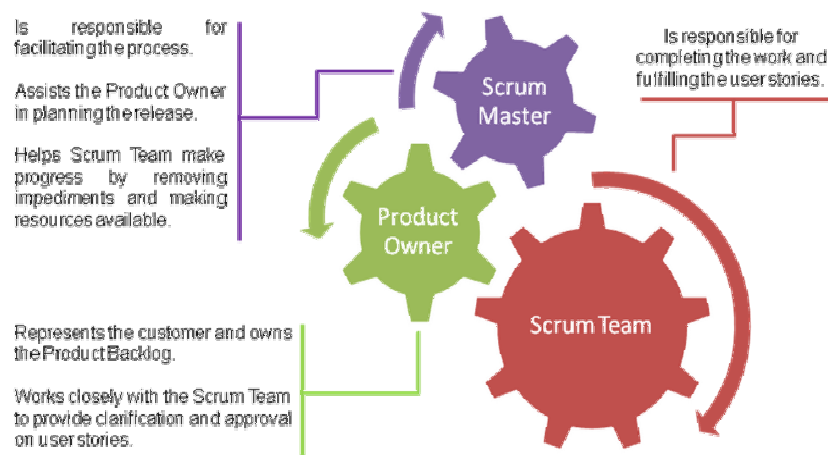 Is responsible for
facilitating the process.
Assists the Product Owner
in planning the release.
Helps Scrum Team make
progress by removing
impediments and making
resources available.
Scrum
Master
Is responsible for
completing the work and
fulfilling the user stories.
Product
Owner
Scrum Team
Represents the customer and owns
the Product Backlog.
Works closely with the Scrum Team
to provide clarification and approval
on user stories.